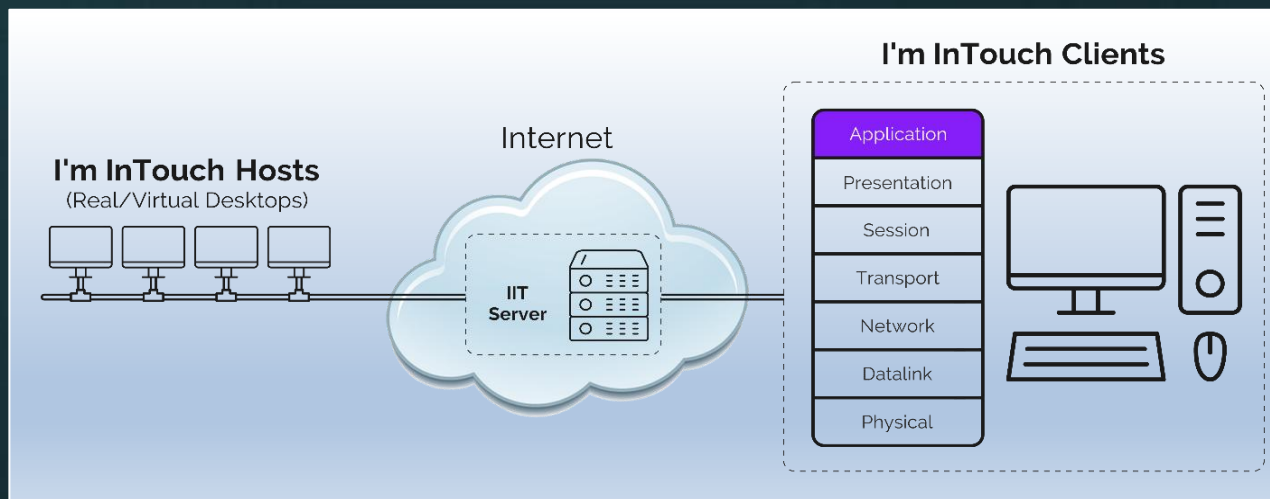 I'm InTouch Hosts
(Real/Virtual Desktops)
Internet
IIT
Server
I'm InTouch Clients
Application
Presentation
Session
Transport
Network
Datalink
Physical